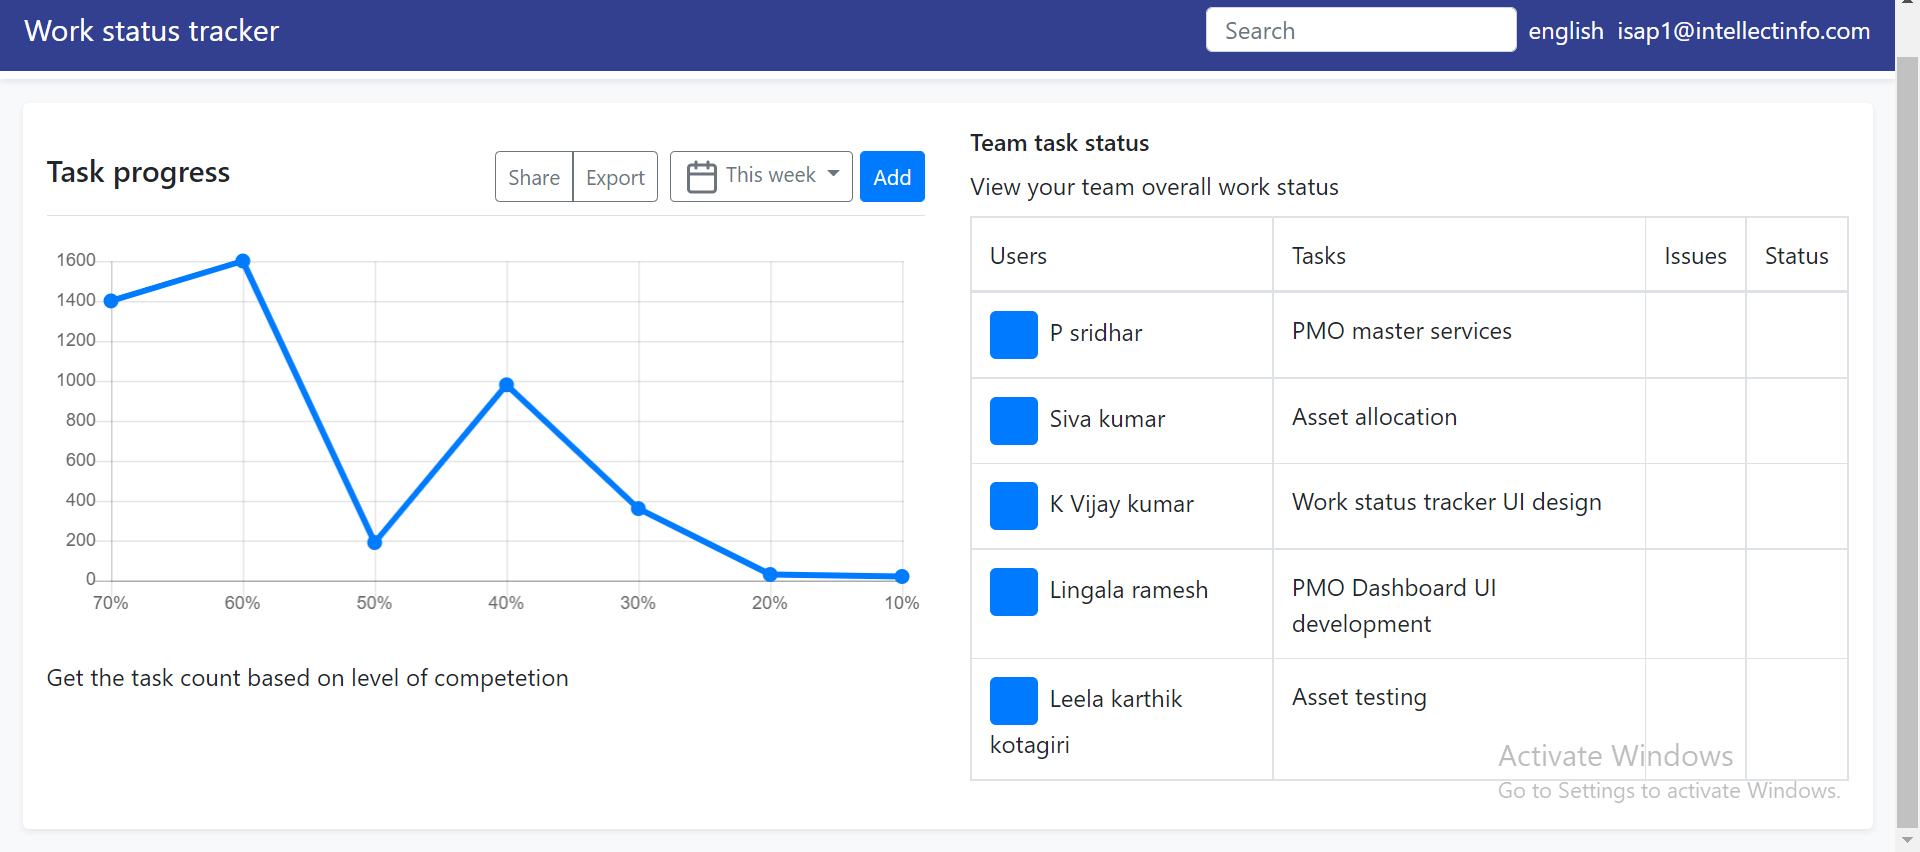 Work status tracker
Search
english isap1@intellectinfo.com
Task progress
Share
Export
This week
Add
1600
1400
1200
1000
800
600
400
200
0
70% 60% 50% 40% 30% 20% 10%
Get the task count based on level of competetion
Team task status
View your team overall work status
Users Tasks Issues Status
P sridhar PMO master services
Siva kumar Asset allocation
K Vijay kumar Work status tracker UI design
Lingala ramesh PMO Dashboard UI
development
Leela karthik Asset testing
kotagiri
Activate Windows
Go to Settings to activate Windows.